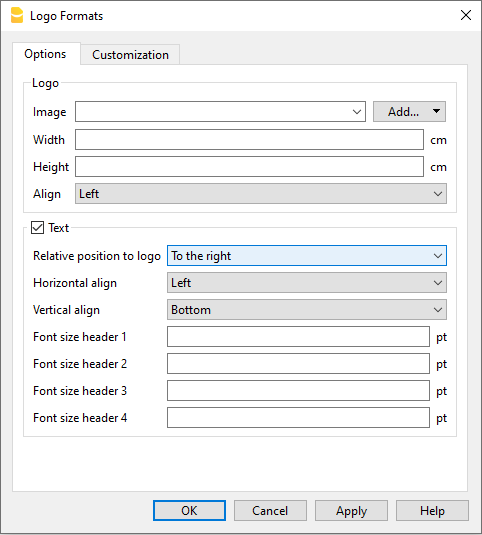 Logo Formats
Options Customization
Logo
Image Add...
Width cm
Height cm
Align Left
Text
Relative position to logo To the right
Horizontal align Left
Vertical align Bottom
Font size header 1 pt
Font size header 2 pt
Font size header 3 pt
Font size header 4 pt
OK Cancel Apply Help